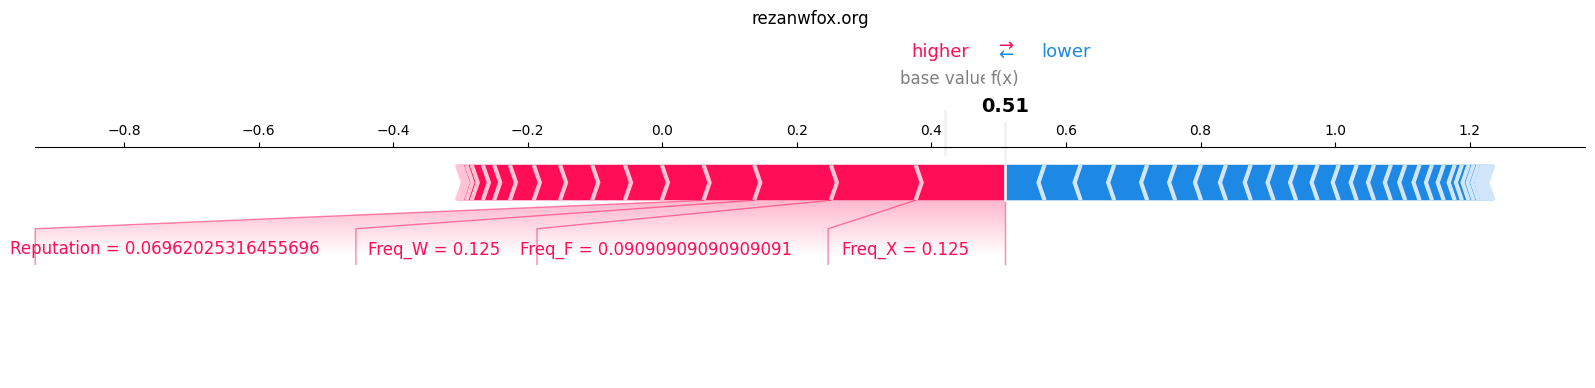 rezanwfox.org
higher ⇄ lower
base value f(x)
0.51
−0.8 −0.6 −0.4 −0.2 0.0 0.2 0.4 0.6 0.8 1.0 1.2
Reputation = 0.06962025316455696 Freq_W = 0.125 Freq_F = 0.09090909090909091 Freq_X = 0.125